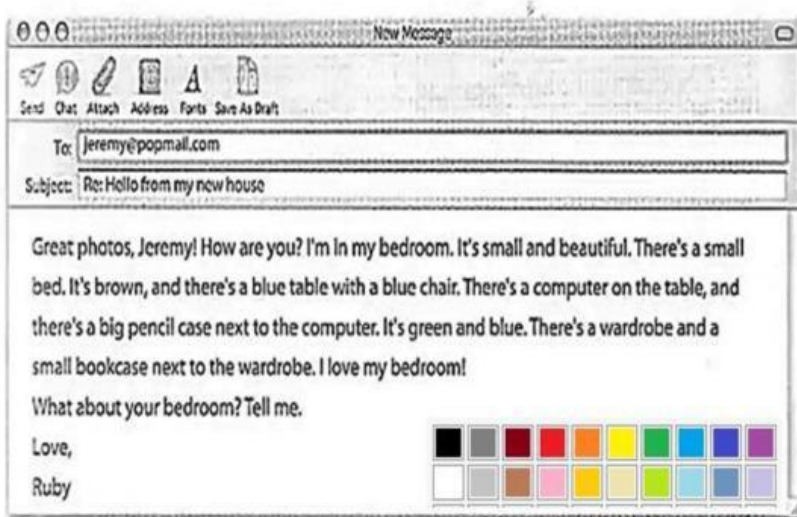 New Message
Send Chat Attach Address Fonts Save As Draft
To: Jeremy@popmail.com
Subject: Re: Hello from my new house
Great photos, Jeremy! How are you? I'm in my bedroom. It's small and beautiful. There's a small
bed. It's brown, and there's a blue table with a blue chair. There's a computer on the table, and
there's a big pencil case next to the computer. It's green and blue. There's a wardrobe and a
small bookcase next to the wardrobe. I love my bedroom!
What about your bedroom? Tell me.
Love,
Ruby